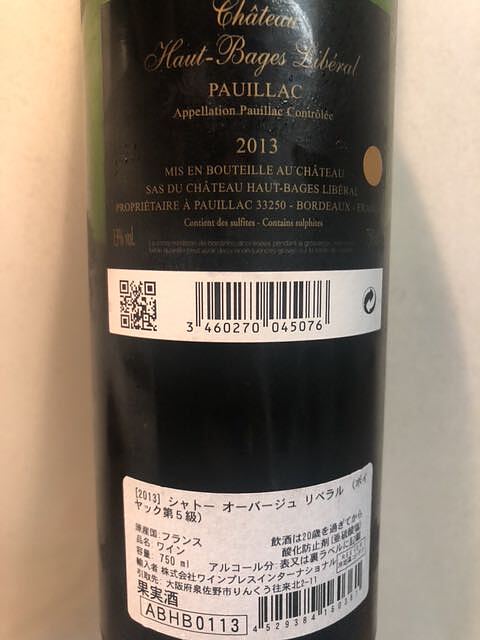 Château
Haut-Bages Libéral
PAUILLAC
Appellation Pauillac Contrôlée
2013
MIS EN BOUTEILLE AU CHÂTEAU
SAS DU CHÂTEAU HAUT-BAGES LIBÉRAL
PROPRIÉTAIRE À PAUILLAC 33250 - BORDEAUX - FRAN
Contient des sulfites - Contains sulphites
13% vol.
3 460270 045076
[2013] シャトー オーバージュ リベラル (ポイ
ヤック第5級)
原産国:フランス
品名:ワイン
容量:750 ml
飲酒は20歳を過ぎてから
酸化防止剤(亜硫酸塩)
アルコール分:表又は裏ラベルに記載
輸入者:株式会社ワインプレスインターナショナル
引取先:大阪府泉佐野市りんくう往来北2-11
果実酒
ABHB0113